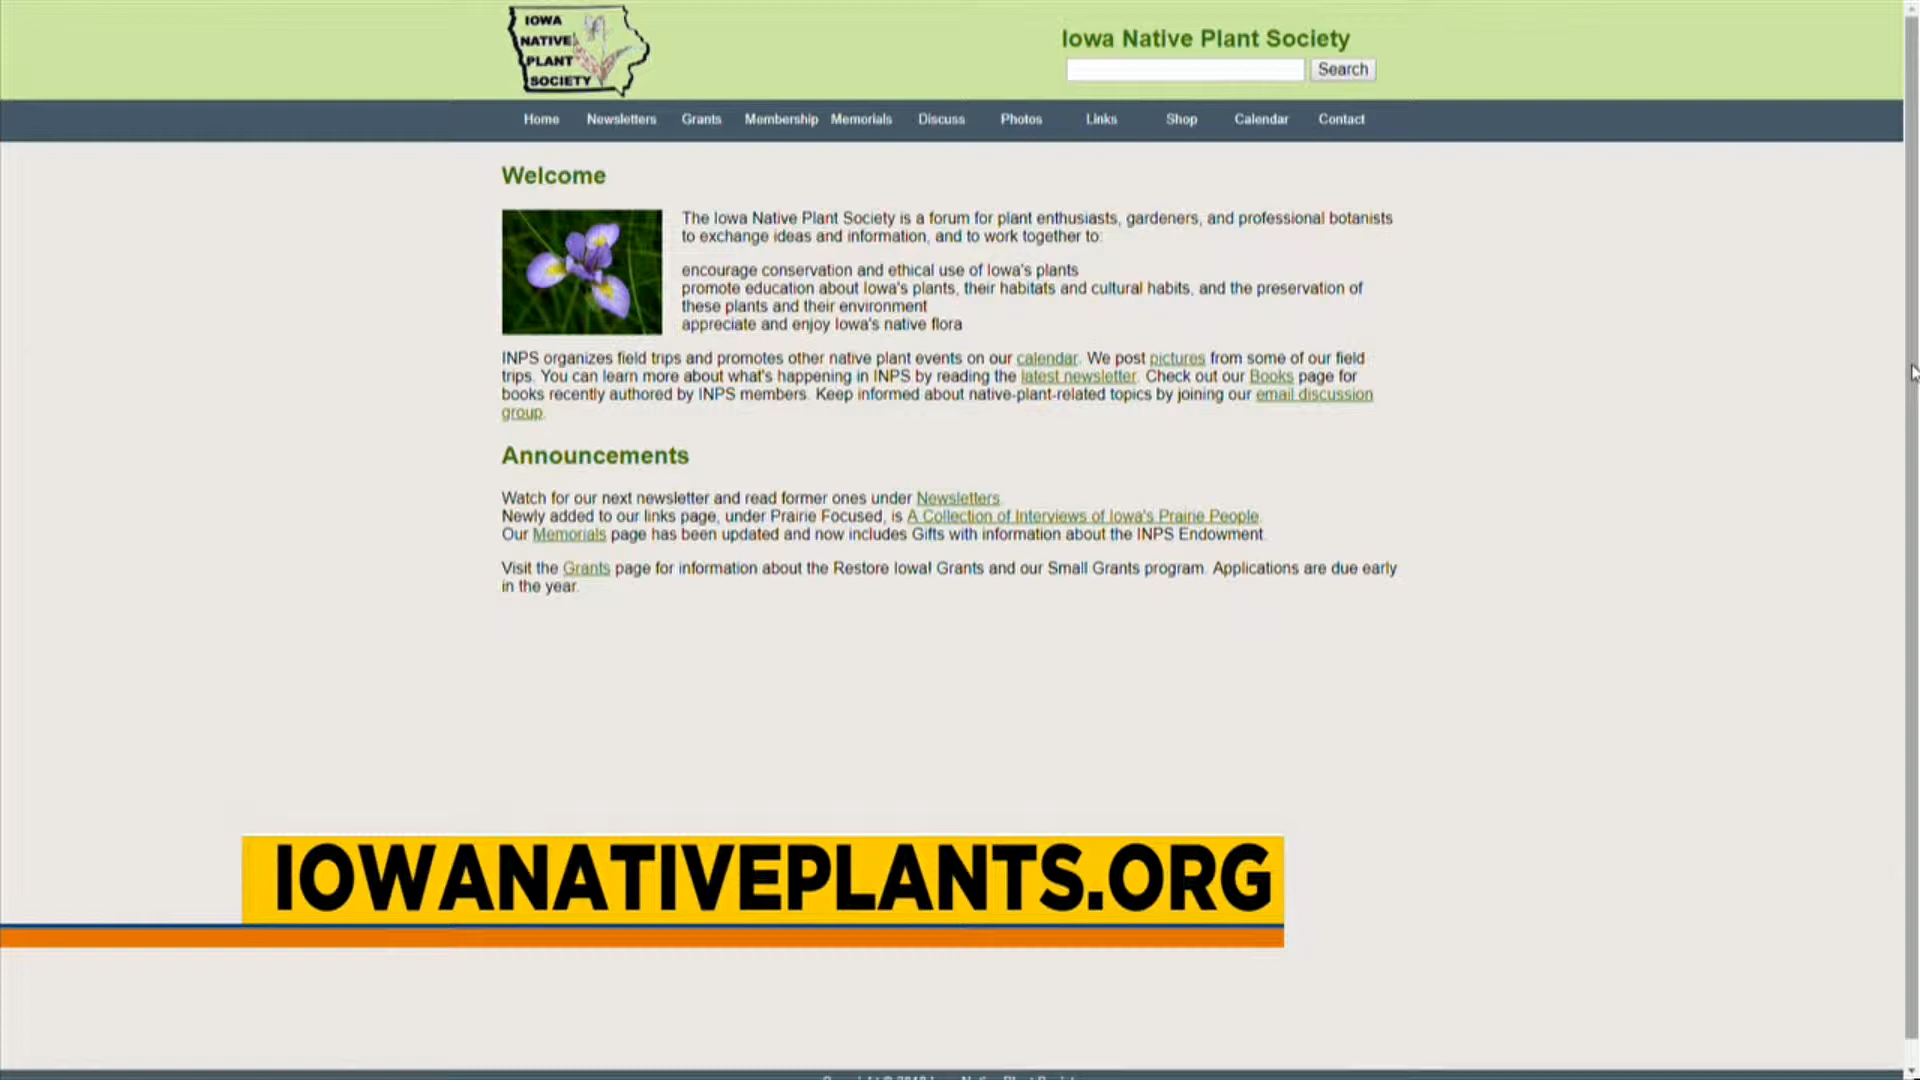 IOWA
NATIVE
PLANT
SOCIETY
Iowa Native Plant Society
Search
Home Newsletters Grants Membership Memorials Discuss Photos Links Shop Calendar Contact
Welcome
The Iowa Native Plant Society is a forum for plant enthusiasts, gardeners, and professional botanists
to exchange ideas and information, and to work together to:
encourage conservation and ethical use of Iowa's plants
promote education about Iowa's plants, their habitats and cultural habits, and the preservation of
these plants and their environment
appreciate and enjoy Iowa's native flora
INPS organizes field trips and promotes other native plant events on our calendar. We post pictures from some of our field
trips. You can learn more about what's happening in INPS by reading the latest newsletter. Check out our Books page for
books recently authored by INPS members. Keep informed about native-plant-related topics by joining our email discussion
group.
Announcements
Watch for our next newsletter and read former ones under Newsletters.
Newly added to our links page, under Prairie Focused, is A Collection of Interviews of Iowa's Prairie People.
Our Memorials page has been updated and now includes Gifts with information about the INPS Endowment.
Visit the Grants page for information about the Restore Iowa! Grants and our Small Grants program. Applications are due early
in the year.
IOWANATIVEPLANTS.ORG